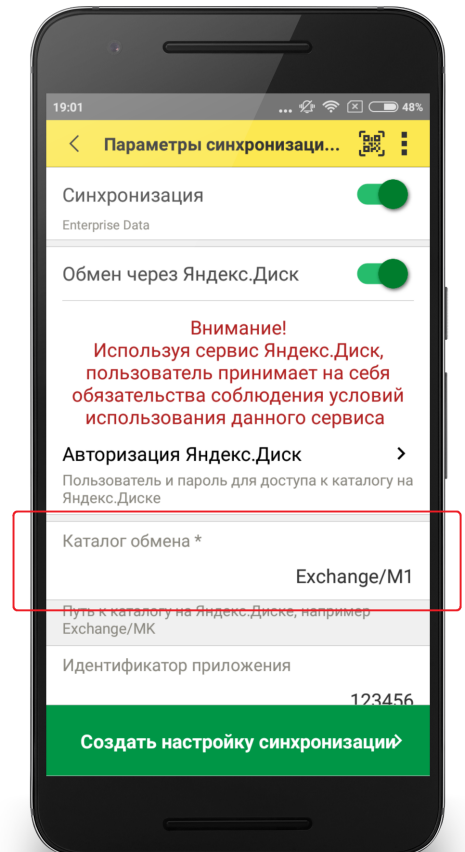 19:01
... 48%
Параметры синхронизаци...
Синхронизация
Enterprise Data
Обмен через Яндекс.Диск
Внимание!
Используя сервис Яндекс.Диск,
пользователь принимает на себя
обязательства соблюдения условий
использования данного сервиса
Авторизация Яндекс.Диск
Пользователь и пароль для доступа к каталогу на
Яндекс.Диске
Каталог обмена *
Exchange/M1
Путь к каталогу на Яндекс.Диске, например
Exchange/MK
Идентификатор приложения
123456
Создать настройку синхронизации